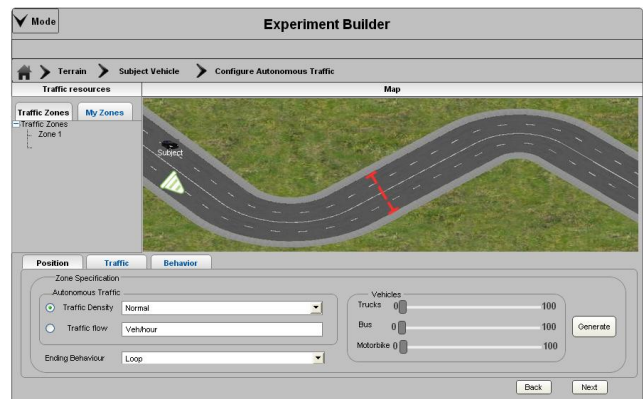 Mode
Experiment Builder
Terrain Subject Vehicle Configure Autonomous Traffic
Traffic resources
Map
Traffic Zones My Zones
Traffic Zones
Zone 1
Subject
Position Traffic Behavior
Zone Specification
Autonomous Traffic
Traffic Density Normal
Traffic flow Veh/hour
Ending Behaviour Loop
Vehicles
Trucks 0 100
Bus 0 100
Motorbike 0 100
Generate
Back Next